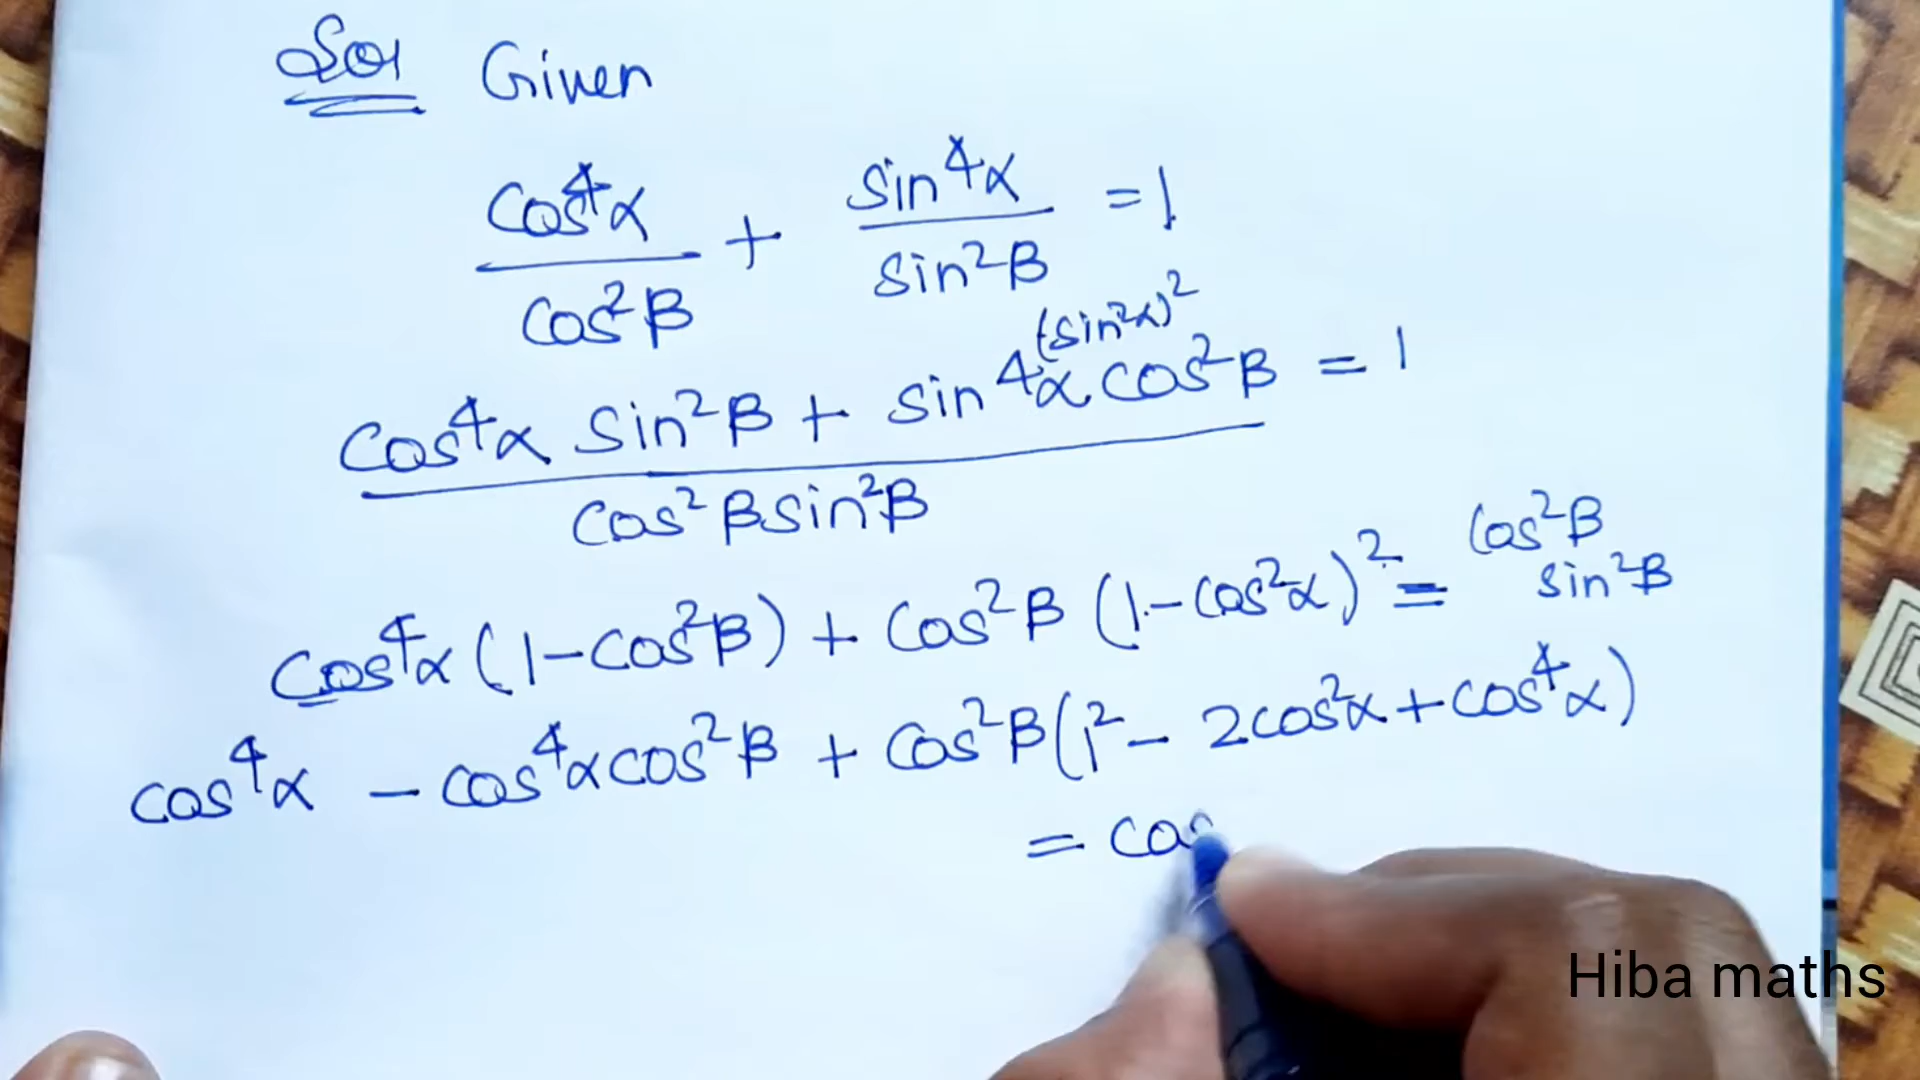 Sol Given
cos⁴α/cos²β + sin⁴α/sin²β = 1
(sin²α)²
cos⁴α sin²β + sin⁴α cos²β = 1
cos²β sin²β
cos⁴α (1-cos²β) + cos²β (1-cos²α)² = cos²β sin²β
cos⁴α - cos⁴α cos²β + cos²β (1² - 2cos²α + cos⁴α)
= cos
Hiba maths